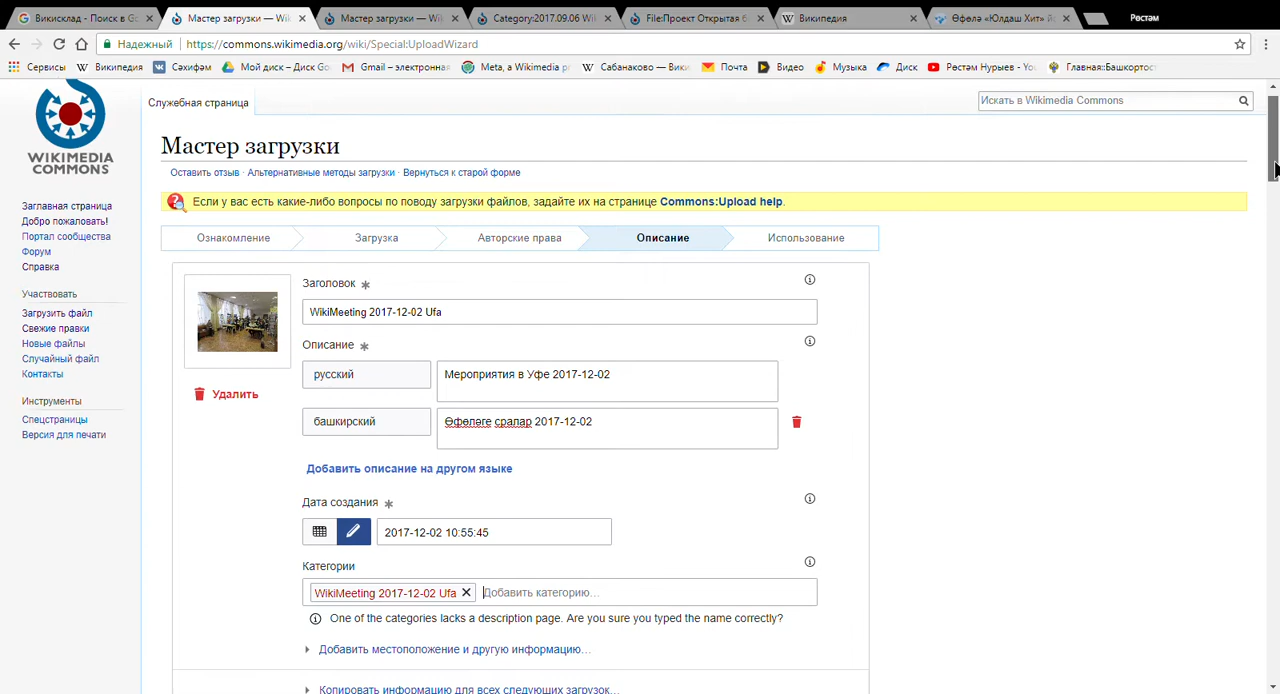 Викисклад - Поиск в Go
Мастер загрузки — Wi
Мастер загрузки — Wi
Category:2017.09.06 Wi
File:Проект Открытая б
Википедия
Өфөлә «Юлдаш Хит» й
Рөстәм
Надежный
https://commons.wikimedia.org/wiki/Special:UploadWizard
Сервисы
Википедия
Сәхифәм
Мой диск – Диск Go
Gmail – электронная
Meta, a Wikimedia p
Сабанаково — Вики
Почта
Видео
Музыка
Диск
Рөстәм Нурыев - Yo
Главная::Башкортос
WIKIMEDIA
COMMONS
Служебная страница
Искать в Wikimedia Commons
Мастер загрузки
Оставить отзыв · Альтернативные методы загрузки · Вернуться к старой форме
Если у вас есть какие-либо вопросы по поводу загрузки файлов, задайте их на странице Commons:Upload help.
Заглавная страница
Добро пожаловать!
Портал сообщества
Форум
Справка
Участвовать
Загрузить файл
Свежие правки
Новые файлы
Случайный файл
Контакты
Инструменты
Спецстраницы
Версия для печати
Ознакомление
Загрузка
Авторские права
Описание
Использование
Удалить
Заголовок
WikiMeeting 2017-12-02 Ufa
Описание
русский
Мероприятия в Уфе 2017-12-02
башкирский
Өфөләге сралар 2017-12-02
Добавить описание на другом языке
Дата создания
2017-12-02 10:55:45
Категории
WikiMeeting 2017-12-02 Ufa
Добавить категорию…
One of the categories lacks a description page. Are you sure you typed the name correctly?
Добавить местоположение и другую информацию…
Копировать информацию для всех следующих загрузок…